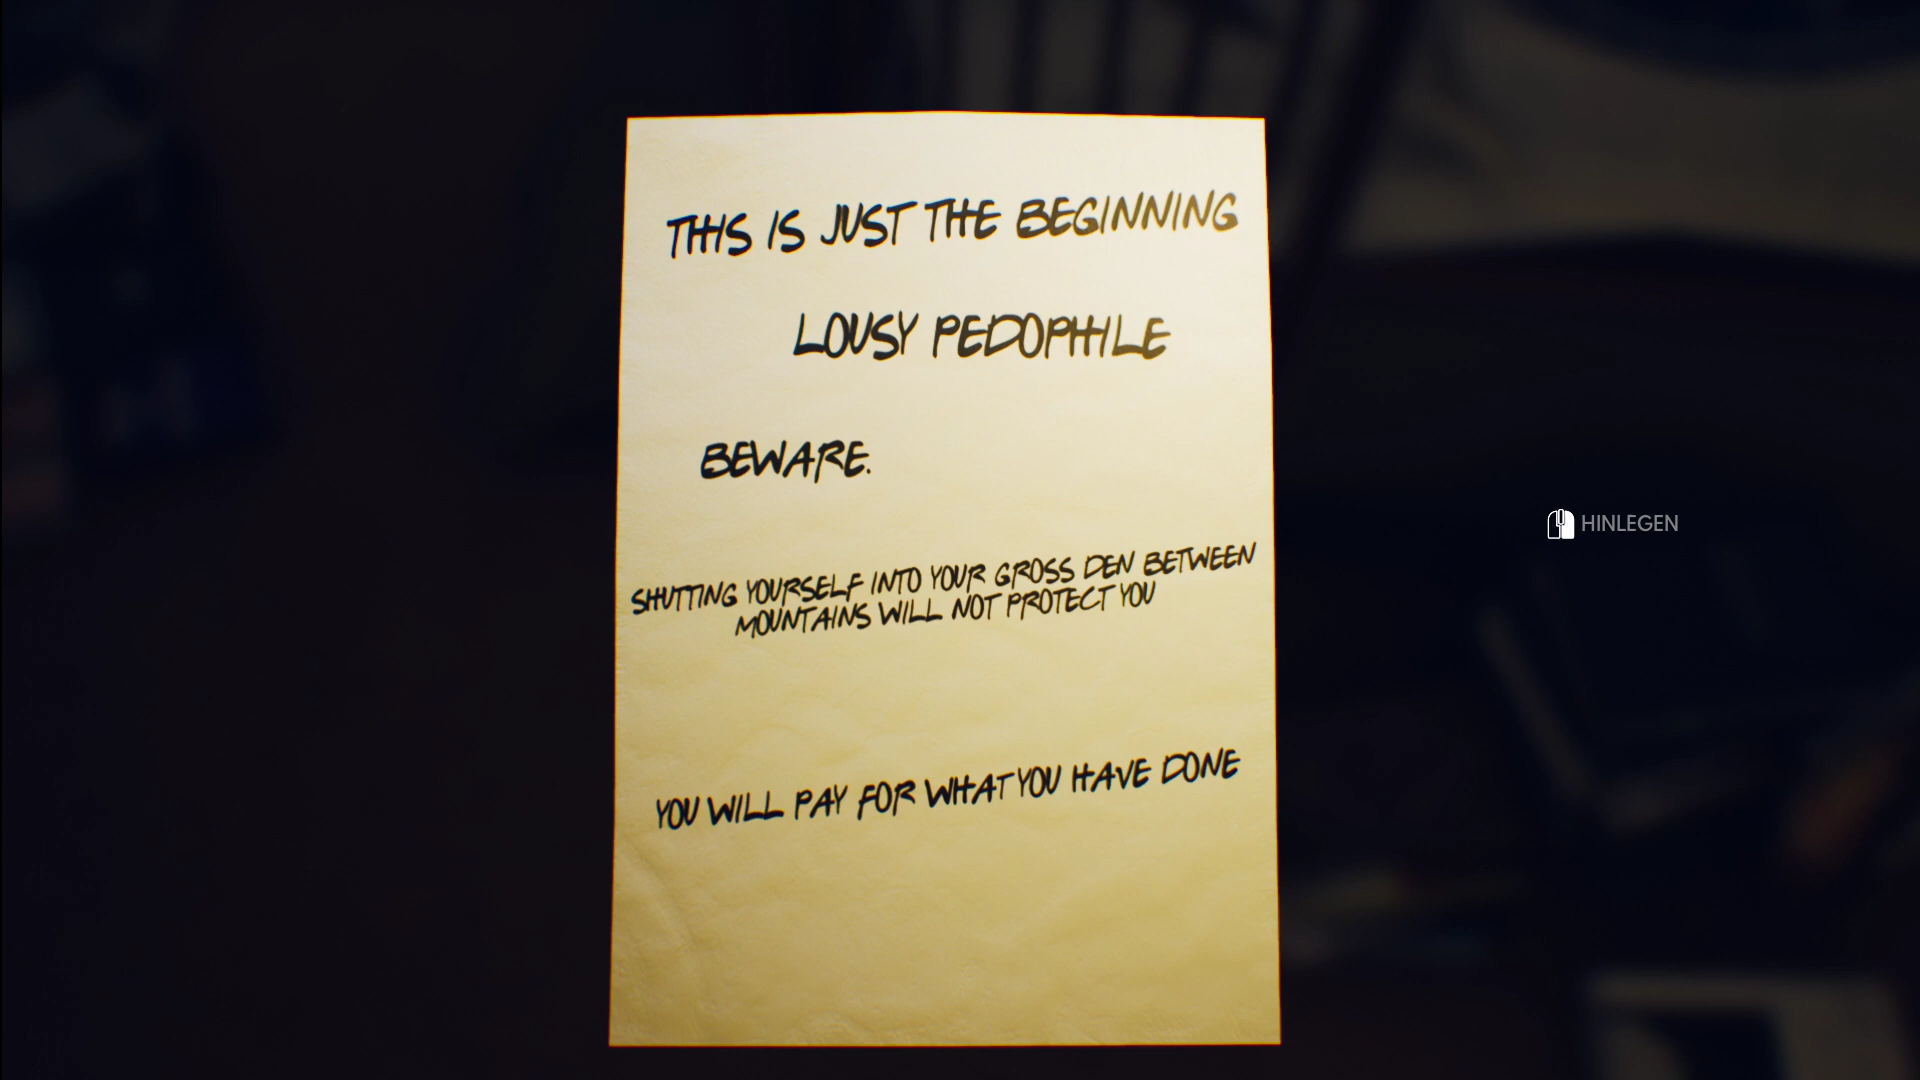 THIS IS JUST THE BEGINNING
LOUSY PEDOPHILE
BEWARE.
SHUTTING YOURSELF INTO YOUR GROSS DEN BETWEEN
MOUNTAINS WILL NOT PROTECT YOU
HINLEGEN
YOU WILL PAY FOR WHAT YOU HAVE DONE